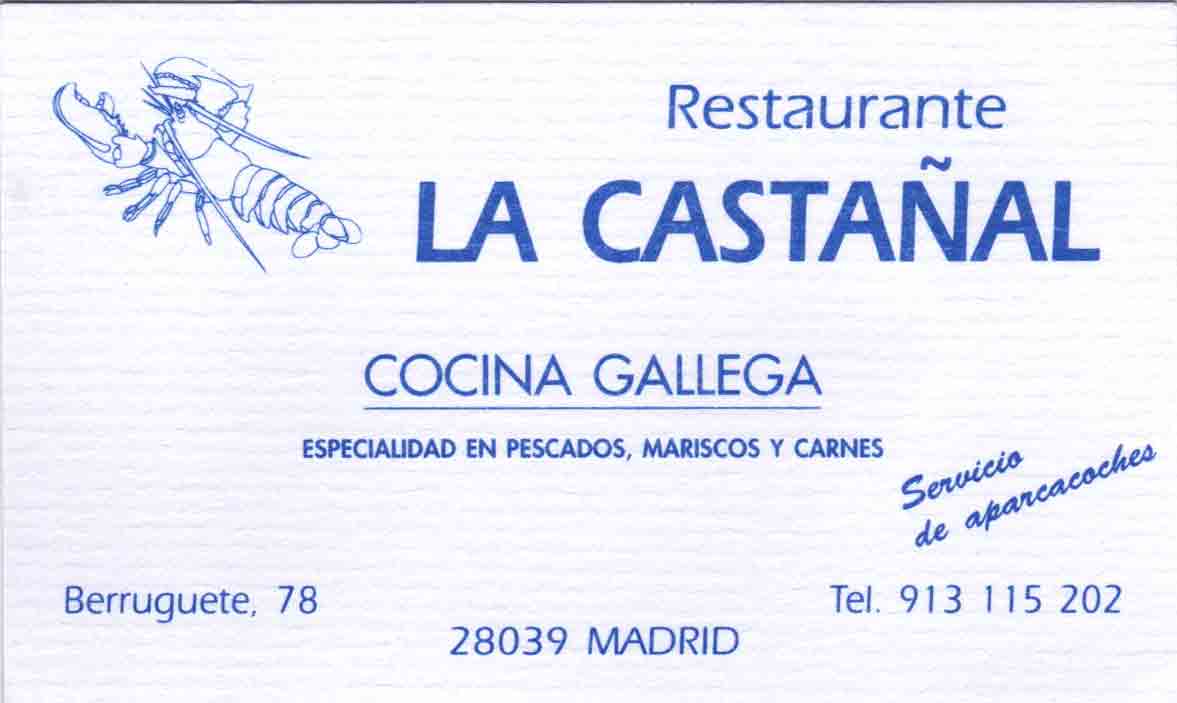 Restaurante
LA CASTAÑAL
COCINA GALLEGA
ESPECIALIDAD EN PESCADOS, MARISCOS Y CARNES
Servicio
de aparcacoches
Berruguete, 78
Tel. 913 115 202
28039 MADRID